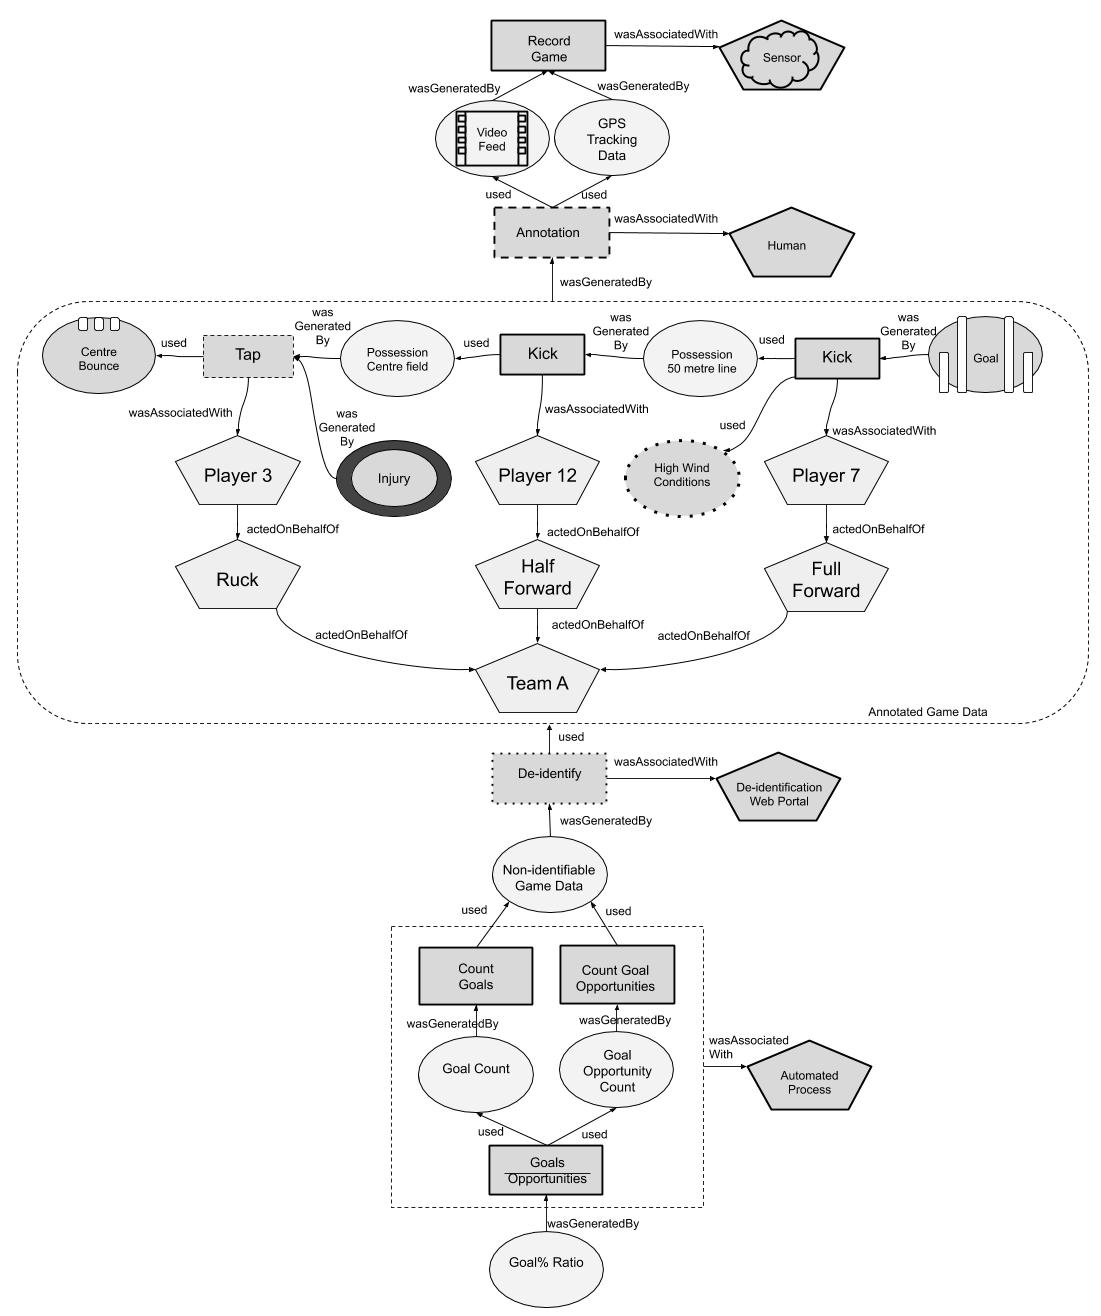 Record
Game
wasAssociatedWith
Sensor
wasGeneratedBy
wasGeneratedBy
Video
Feed
GPS
Tracking
Data
used
used
Annotation
wasAssociatedWith
Human
wasGeneratedBy
Centre
Bounce
used
Tap
was
Generated
By
Possession
Centre field
used
Kick
was
Generated
By
Possession
50 metre line
used
Kick
was
Generated
By
Goal
wasAssociatedWith
was
Generated
By
wasAssociatedWith
used
wasAssociatedWith
Player 3
Injury
Player 12
High Wind
Conditions
Player 7
actedOnBehalfOf
actedOnBehalfOf
actedOnBehalfOf
Ruck
Half
Forward
Full
Forward
actedOnBehalfOf
actedOnBehalfOf
actedOnBehalfOf
Team A
Annotated Game Data
used
De-identify
wasAssociatedWith
De-identification
Web Portal
wasGeneratedBy
Non-identifiable
Game Data
used
used
Count
Goals
Count Goal
Opportunities
wasGeneratedBy
wasGeneratedBy
Goal Count
Goal
Opportunity
Count
wasAssociated
With
Automated
Process
used
used
Goals
Opportunities
wasGeneratedBy
Goal% Ratio